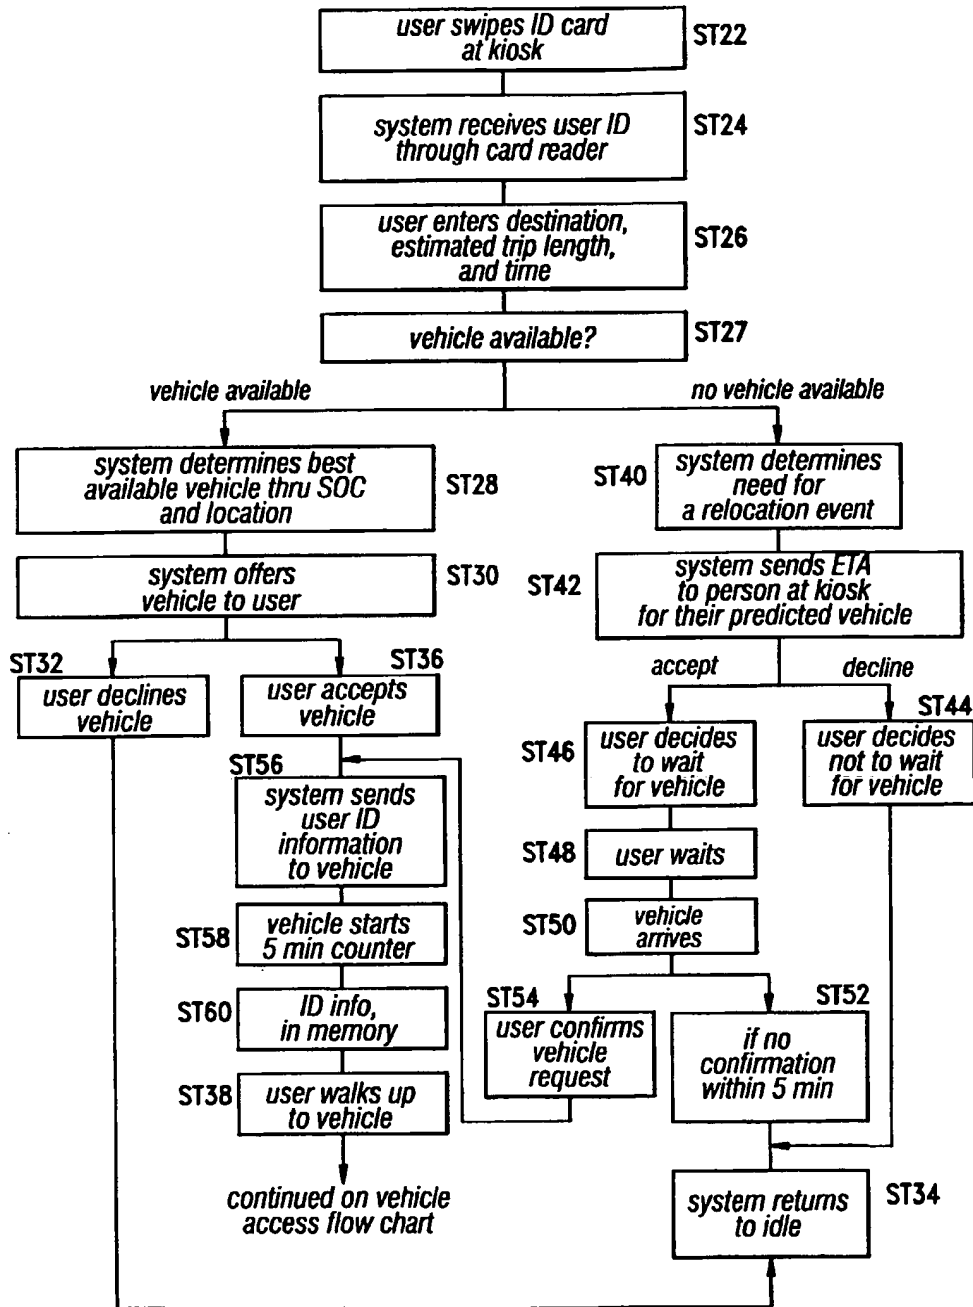 user swipes ID card
at kiosk
ST22
system receives user ID
through card reader
ST24
user enters destination,
estimated trip length,
and time
ST26
vehicle available?
ST27
vehicle available
no vehicle available
system determines best
available vehicle thru SOC
and location
ST28
ST40
system determines
need for
a relocation event
system offers
vehicle to user
ST30
ST42
system sends ETA
to person at kiosk
for their predicted vehicle
accept
decline
ST32
user declines
vehicle
ST36
user accepts
vehicle
ST46
user decides
to wait
for vehicle
ST44
user decides
not to wait
for vehicle
ST56
system sends
user ID
information
to vehicle
ST48
user waits
ST58
vehicle starts
5 min counter
ST50
vehicle
arrives
ST60
ID info,
in memory
ST54
user confirms
vehicle
request
ST52
if no
confirmation
within 5 min
ST38
user walks up
to vehicle
continued on vehicle
access flow chart
system returns
to idle
ST34